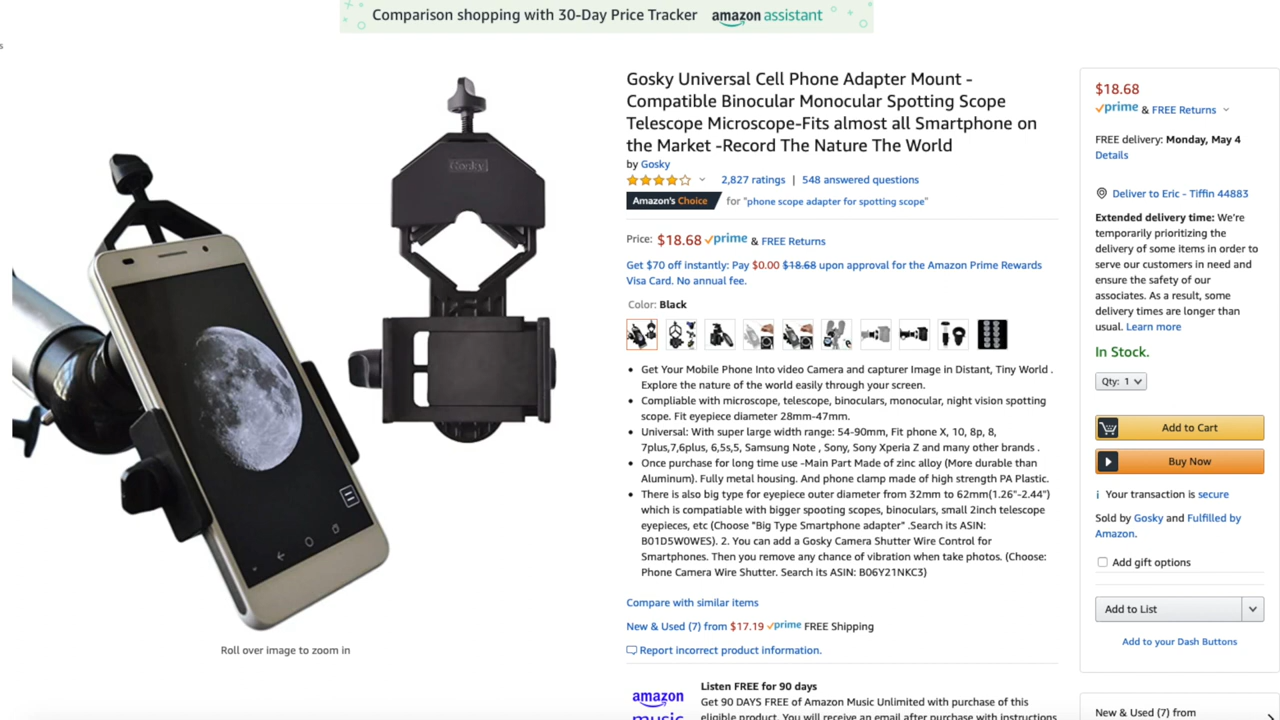 Comparison shopping with 30-Day Price Tracker amazon assistant
s
Gosky Universal Cell Phone Adapter Mount -
Compatible Binocular Monocular Spotting Scope
Telescope Microscope-Fits almost all Smartphone on
the Market -Record The Nature The World
by Gosky
2,827 ratings | 548 answered questions
Amazon's Choice for "phone scope adapter for spotting scope"
Price: $18.68 prime & FREE Returns
Get $70 off instantly: Pay $0.00 $18.68 upon approval for the Amazon Prime Rewards
Visa Card. No annual fee.
Color: Black
• Get Your Mobile Phone Into video Camera and capturer Image in Distant, Tiny World .
Explore the nature of the world easily through your screen.
• Compliable with microscope, telescope, binoculars, monocular, night vision spotting
scope. Fit eyepiece diameter 28mm-47mm.
• Universal: With super large width range: 54-90mm, Fit phone X, 10, 8p, 8,
7plus,7,6plus, 6,5s,5, Samsung Note , Sony, Sony Xperia Z and many other brands .
• Once purchase for long time use -Main Part Made of zinc alloy (More durable than
Aluminum). Fully metal housing. And phone clamp made of high strength PA Plastic.
• There is also big type for eyepiece outer diameter from 32mm to 62mm(1.26"-2.44")
which is compatiable with bigger spooting scopes, binoculars, small 2inch telescope
eyepieces, etc (Choose "Big Type Smartphone adapter" .Search its ASIN:
B01D5W0WES). 2. You can add a Gosky Camera Shutter Wire Control for
Smartphones. Then you remove any chance of vibration when take photos. (Choose:
Phone Camera Wire Shutter. Search its ASIN: B06Y21NKC3)
Compare with similar items
New & Used (7) from $17.19 prime FREE Shipping
Report incorrect product information.
amazon
music
Listen FREE for 90 days
Get 90 DAYS FREE of Amazon Music Unlimited with purchase of this
eligible product. You will receive an email after purchase with instructions
Gosky
Roll over image to zoom in
$18.68
prime & FREE Returns
FREE delivery: Monday, May 4
Details
Deliver to Eric - Tiffin 44883
Extended delivery time: We're
temporarily prioritizing the
delivery of some items in order to
serve our customers in need and
ensure the safety of our
associates. As a result, some
delivery times are longer than
usual. Learn more
In Stock.
Qty: 1
Add to Cart
Buy Now
Your transaction is secure
Sold by Gosky and Fulfilled by
Amazon.
Add gift options
Add to List
Add to your Dash Buttons
New & Used (7) from